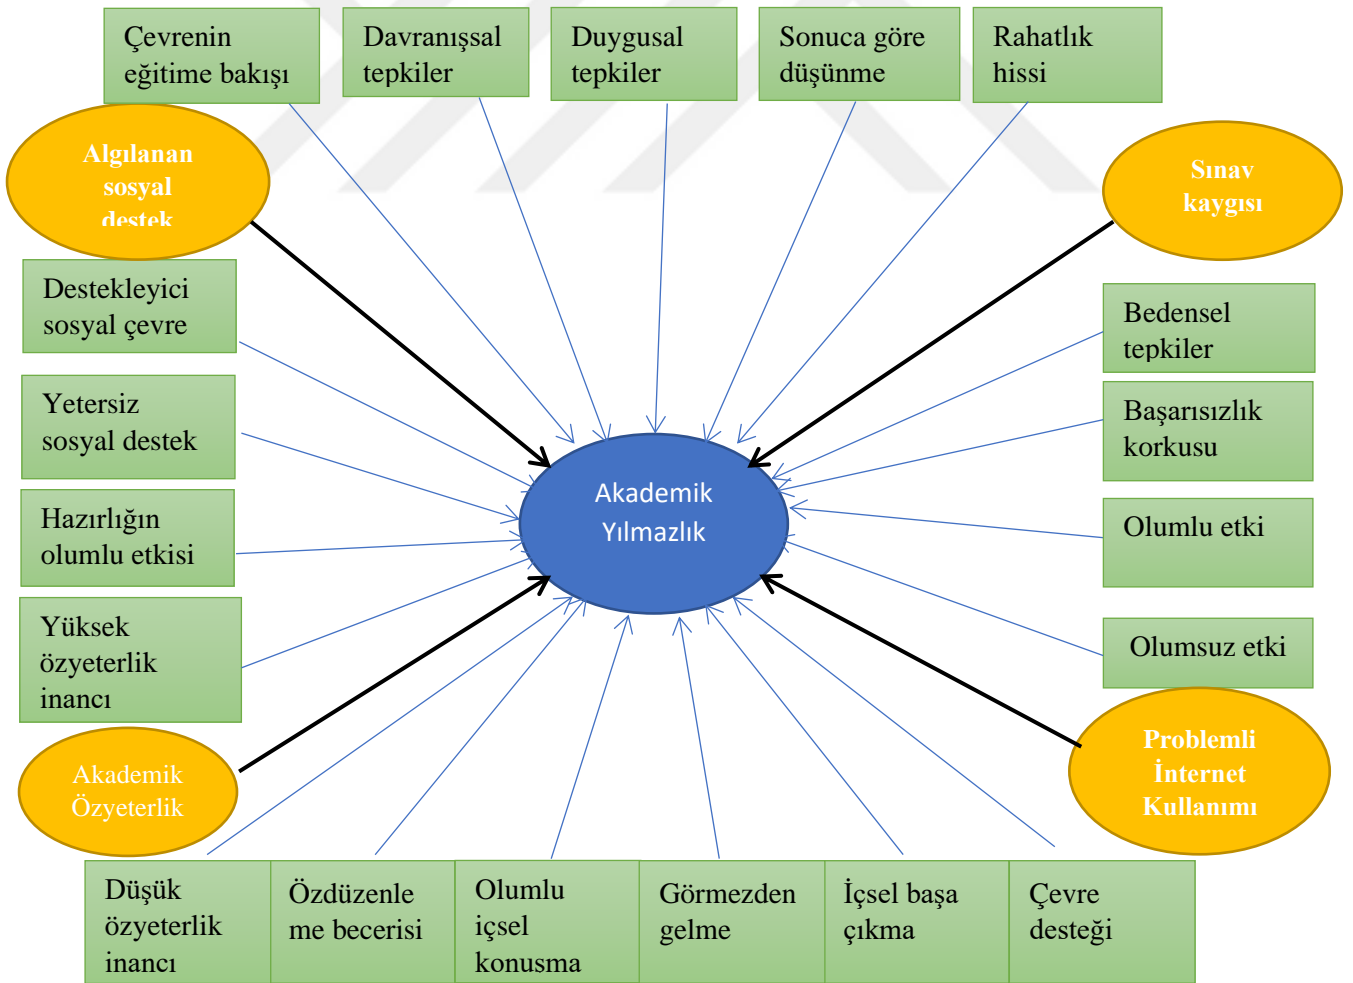 Çevrenin
eğitime bakışı
Davranışsal
tepkiler
Duygusal
tepkiler
Sonuca göre
düşünme
Rahatlık
hissi
Algılanan
sosyal
destek
Sınav
kaygısı
Destekleyici
sosyal çevre
Bedensel
tepkiler
Yetersiz
sosyal destek
Başarısızlık
korkusu
Akademik
Yılmazlık
Hazırlığın
olumlu etkisi
Olumlu etki
Yüksek
özyeterlik
inancı
Olumsuz etki
Akademik
Özyeterlik
Problemli
İnternet
Kullanımı
Düşük
özyeterlik
inancı
Özdüzenle
me becerisi
Olumlu
içsel
konuşma
Görmezden
gelme
İçsel başa
çıkma
Çevre
desteği